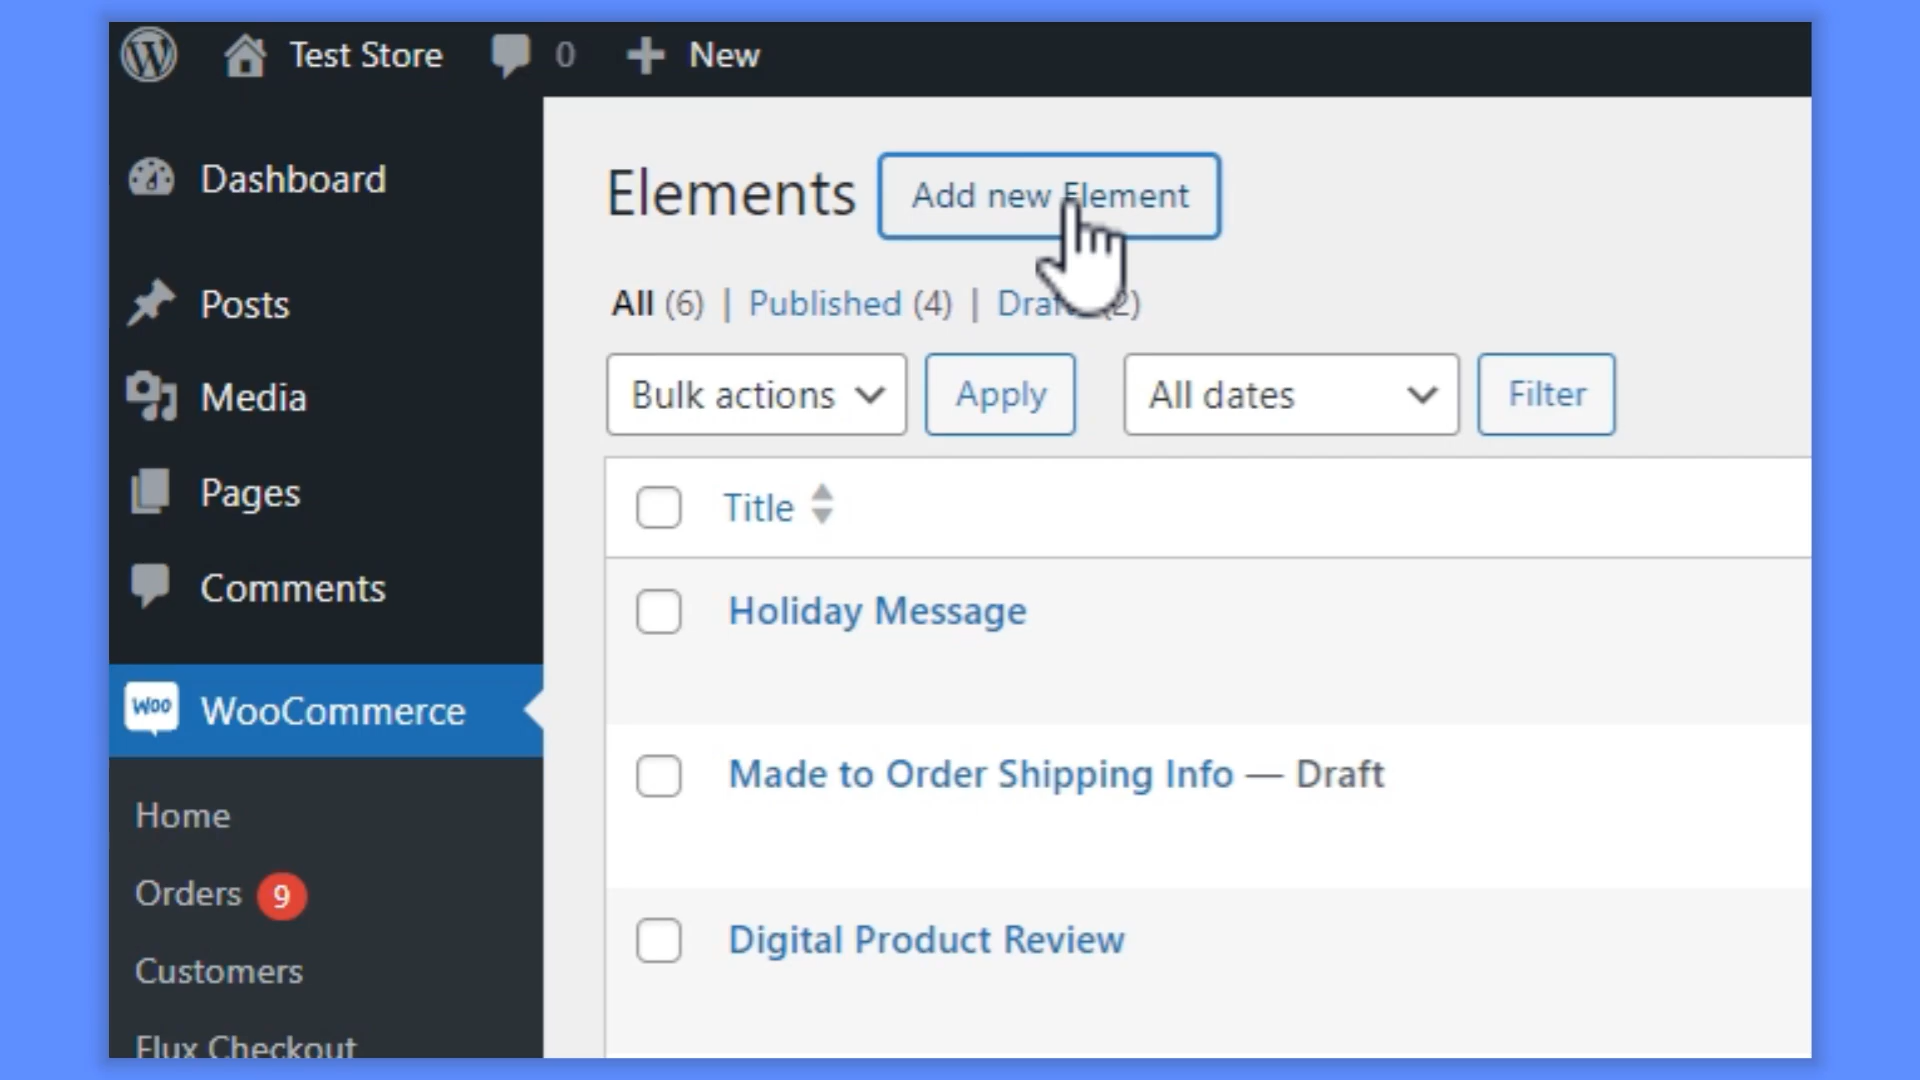 Test Store 0 New
Dashboard
Posts
Media
Pages
Comments
Woo WooCommerce
Home
Orders 9
Customers
Flux Checkout
Elements Add new Element
All (6) | Published (4) | (2)
Bulk actions Apply All dates Filter
Title
Holiday Message
Made to Order Shipping Info — Draft
Digital Product Review